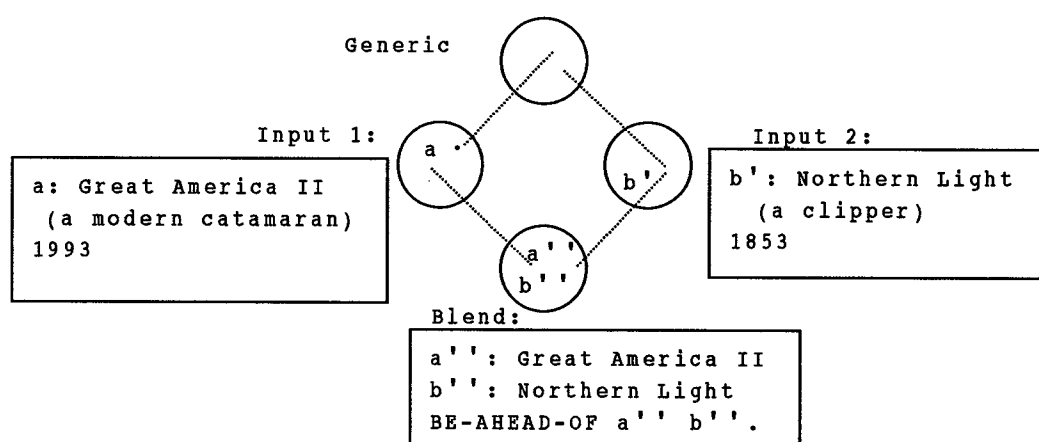 Generic
Input 1:
a
a: Great America II
(a modern catamaran)
1993
Input 2:
b'
b': Northern Light
(a clipper)
1853
a''
b''
Blend:
a'': Great America II
b'': Northern Light
BE-AHEAD-OF a'' b''.